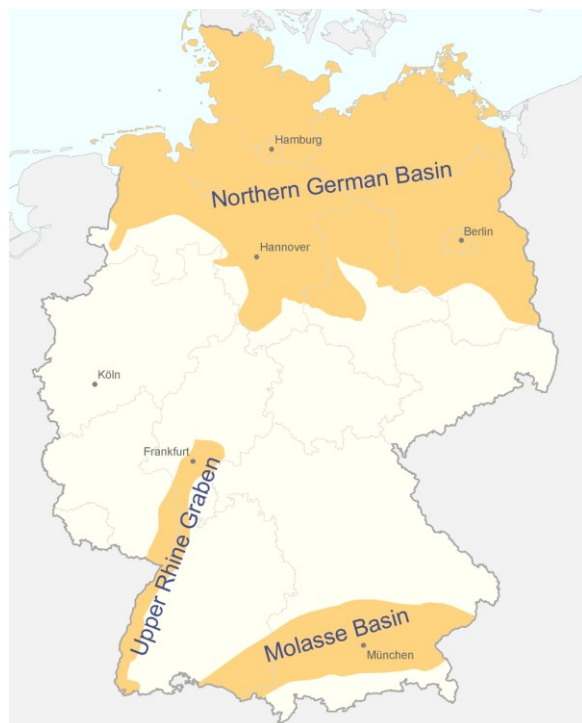 Hamburg
Northern German Basin
Berlin
Hannover
Köln
Frankfurt
Upper Rhine Graben
Molasse Basin
München